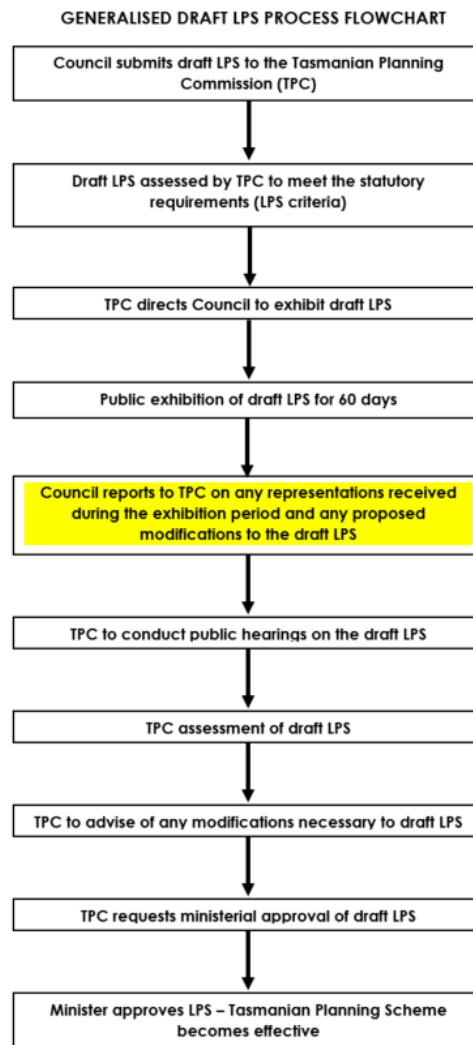 GENERALISED DRAFT LPS PROCESS FLOWCHART
Council submits draft LPS to the Tasmanian Planning
Commission (TPC)
Draft LPS assessed by TPC to meet the statutory
requirements (LPS criteria)
TPC directs Council to exhibit draft LPS
Public exhibition of draft LPS for 60 days
Council reports to TPC on any representations received
during the exhibition period and any proposed
modifications to the draft LPS
TPC to conduct public hearings on the draft LPS
TPC assessment of draft LPS
TPC to advise of any modifications necessary to draft LPS
TPC requests ministerial approval of draft LPS
Minister approves LPS – Tasmanian Planning Scheme
becomes effective